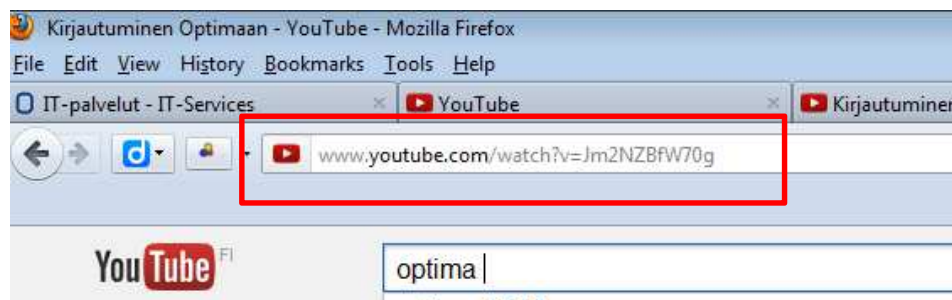 Kirjautuminen Optimaan - YouTube - Mozilla Firefox
File Edit View History Bookmarks Tools Help
IT-palvelut - IT-Services × YouTube × Kirjautuminen
www.youtube.com/watch?v=Jm2NZBfW70g
YouTube FI
optima